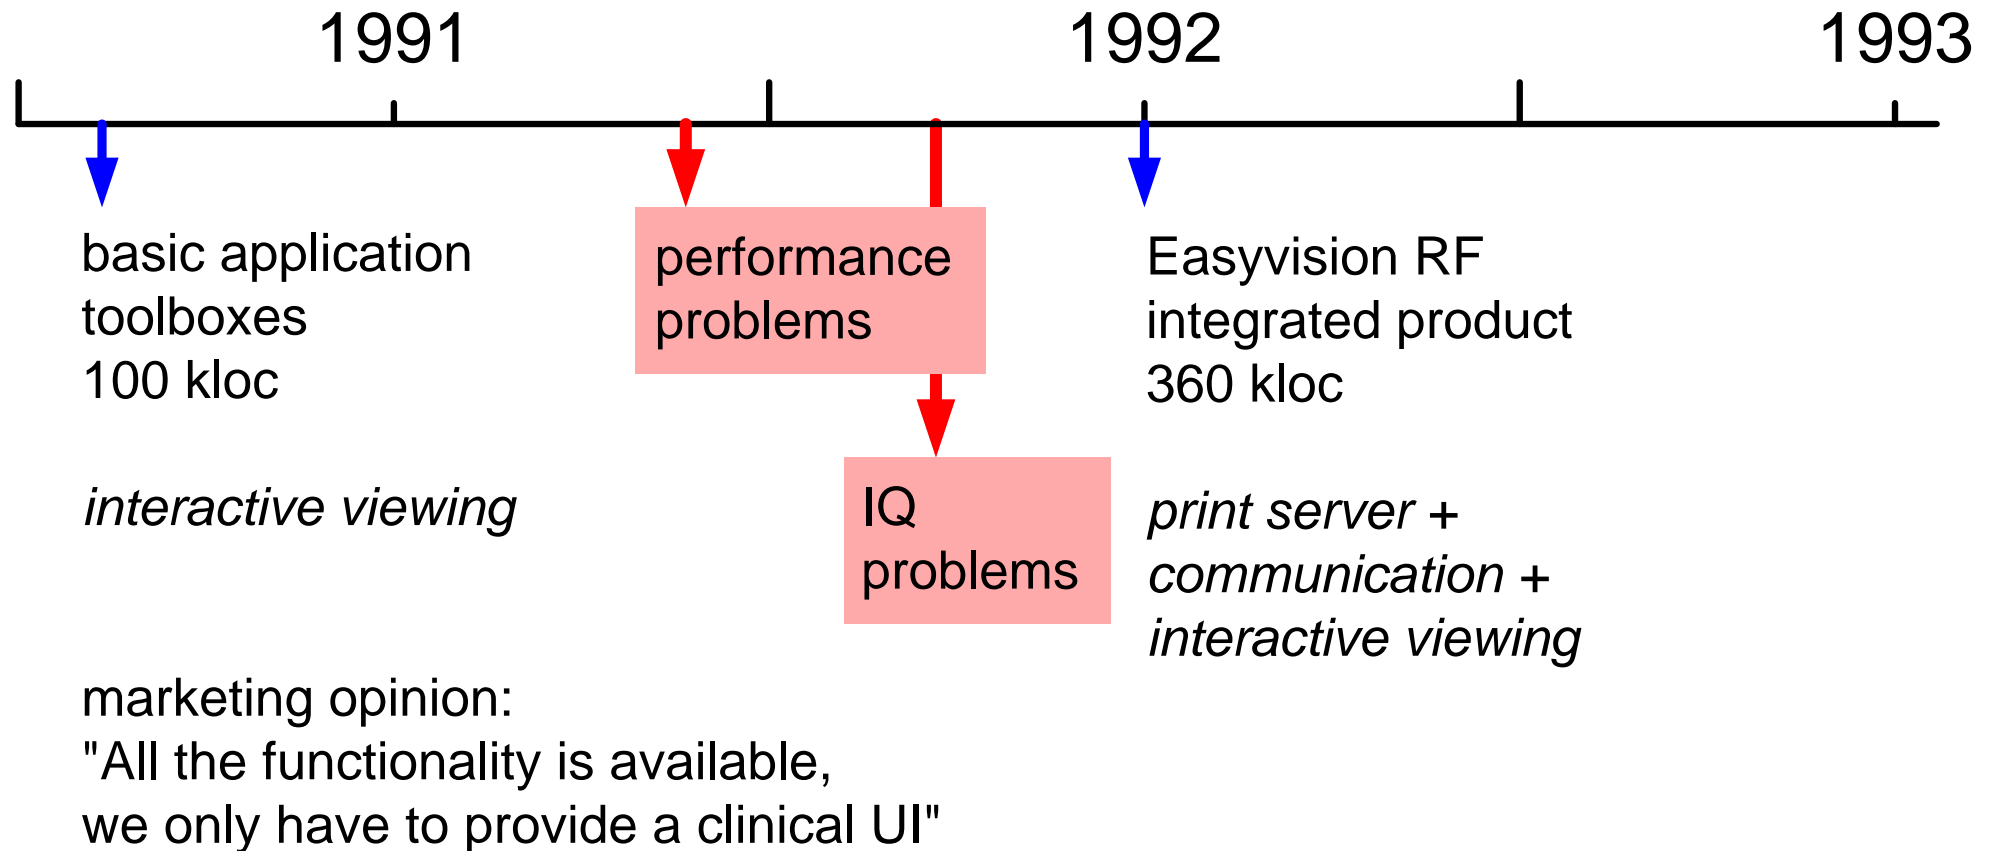 1991
1992
1993
basic application
toolboxes
100 kloc
interactive viewing
performance
problems
IQ
problems
Easyvision RF
integrated product
360 kloc
print server +
communication +
interactive viewing
marketing opinion:
"All the functionality is available,
we only have to provide a clinical UI"